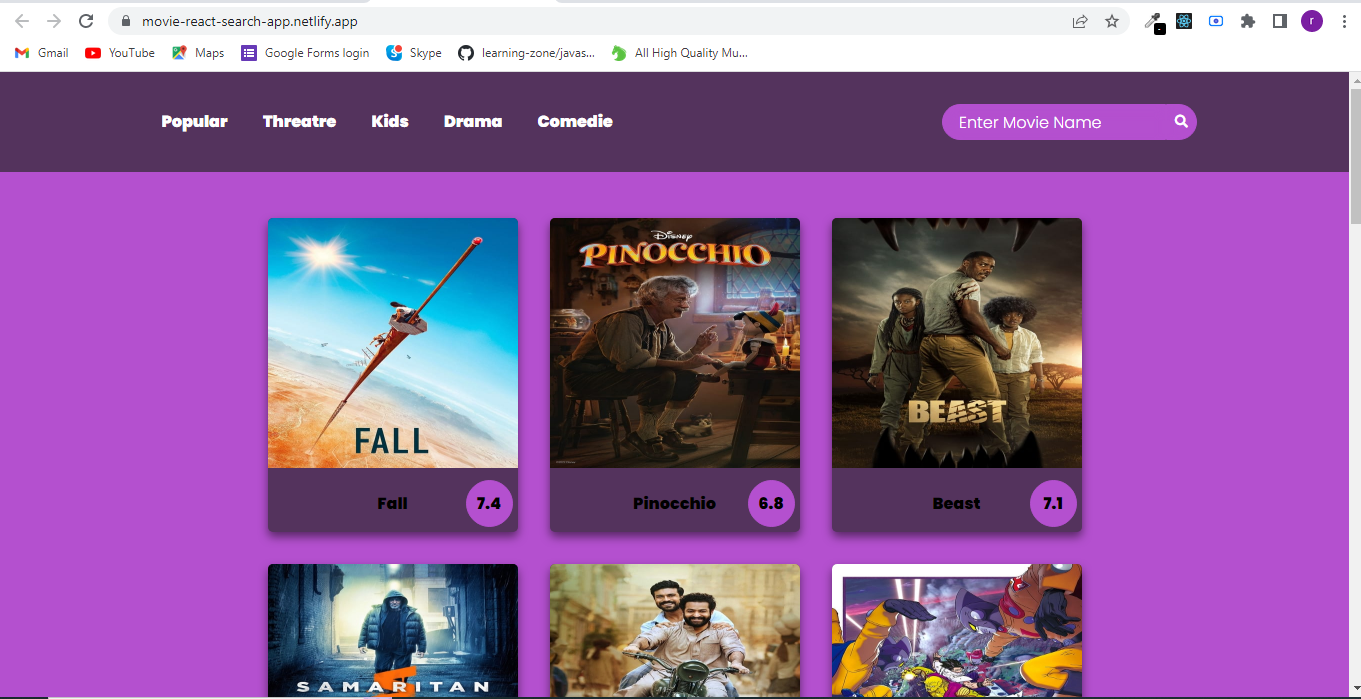 movie-react-search-app.netlify.app
r
Gmail YouTube Maps Google Forms login Skype learning-zone/javas... All High Quality Mu...
Popular Threatre Kids Drama Comedie Enter Movie Name
FALL
Disney
PINOCCHIO
BEAST
Fall 7.4 Pinocchio 6.8 Beast 7.1
SAMARITAN